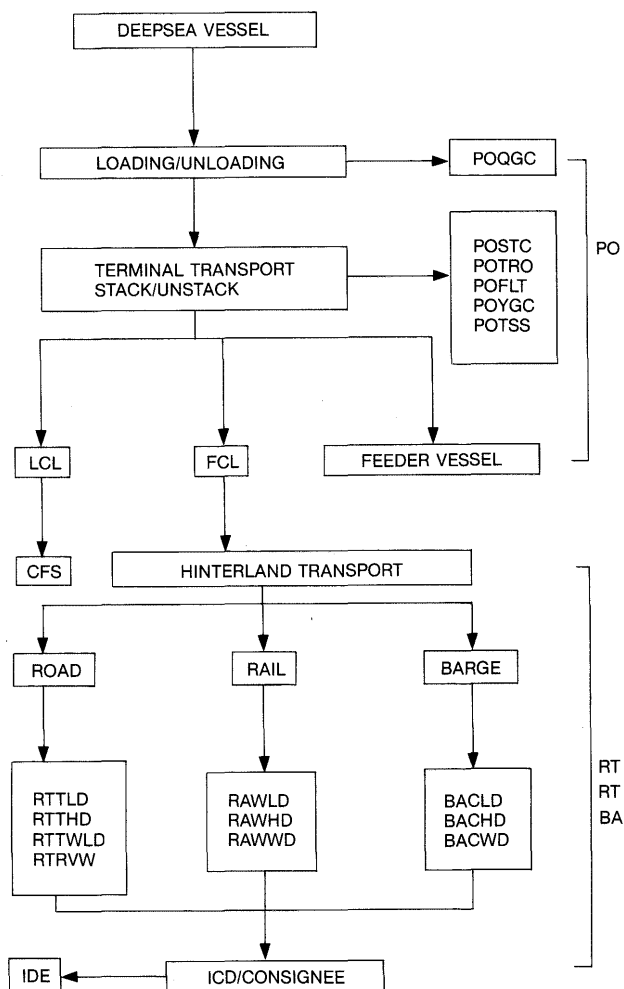 DEEPSEA VESSEL
LOADING/UNLOADING
POQGC
TERMINAL TRANSPORT
STACK/UNSTACK
POSTC
POTRO
POFLT
POYGC
POTSS
PO
LCL
FCL
FEEDER VESSEL
CFS
HINTERLAND TRANSPORT
ROAD
RAIL
BARGE
RTTLD
RTTHD
RTTWLD
RTRVW
RAWLD
RAWHD
RAWWD
BACLD
BACHD
BACWD
RT
RT
BA
IDE
ICD/CONSIGNEE